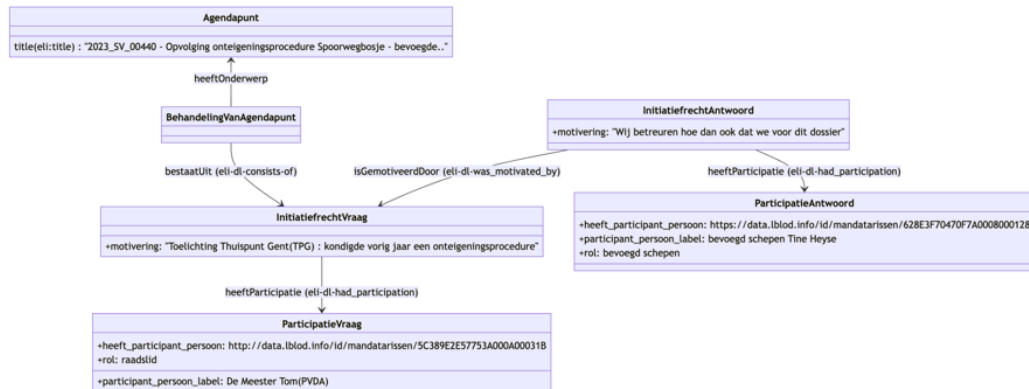 Agendapunt
title(eli:title) : "2023_SV_00440 - Opvolging onteigeningsprocedure Spoorwegbosje - bevoegde.."
heeftOnderwerp
BehandelingVanAgendapunt
InitiatiefrechtAntwoord
+motivering: "Wij betreuren hoe dan ook dat we voor dit dossier"
bestaatUit (eli-dl-consists-of)
isGemotiveerdDoor (eli-dl-was_motivated_by)
heeftParticipatie (eli-dl-had_participation)
InitiatiefrechtVraag
+motivering: "Toelichting Thuispunt Gent(TPG) : kondigde vorig jaar een onteigeningsprocedure"
ParticipatieAntwoord
+heeft_participant_persoon: https://data.lblod.info/id/mandatarissen/628E3F70470F7A0008000128
+participant_persoon_label: bevoegd schepen Tine Heyse
+rol: bevoegd schepen
heeftParticipatie (eli-dl-had_participation)
ParticipatieVraag
+heeft_participant_persoon: http://data.lblod.info/id/mandatarissen/5C389E2E57753A000A00031B
+rol: raadslid
+participant_persoon_label: De Meester Tom(PVDA)